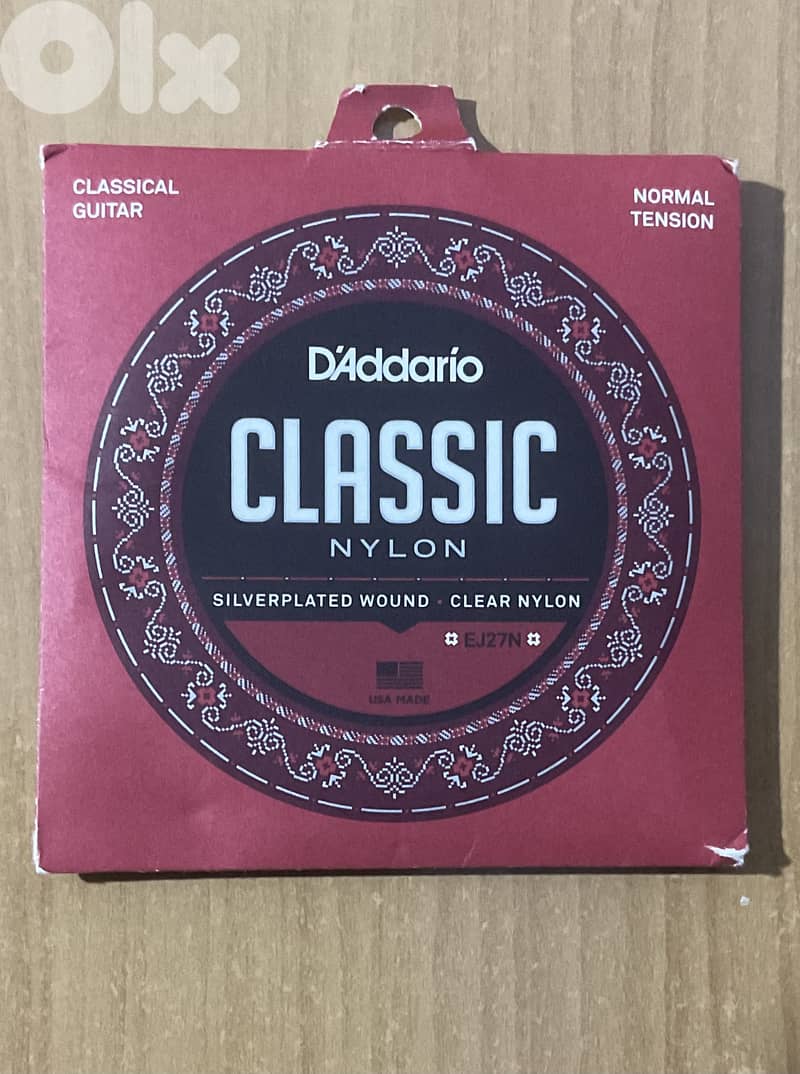 Olx
CLASSICAL
GUITAR
NORMAL
TENSION
D'Addario
CLASSIC
NYLON
SILVERPLATED WOUND · CLEAR NYLON
EJ27N
USA MADE